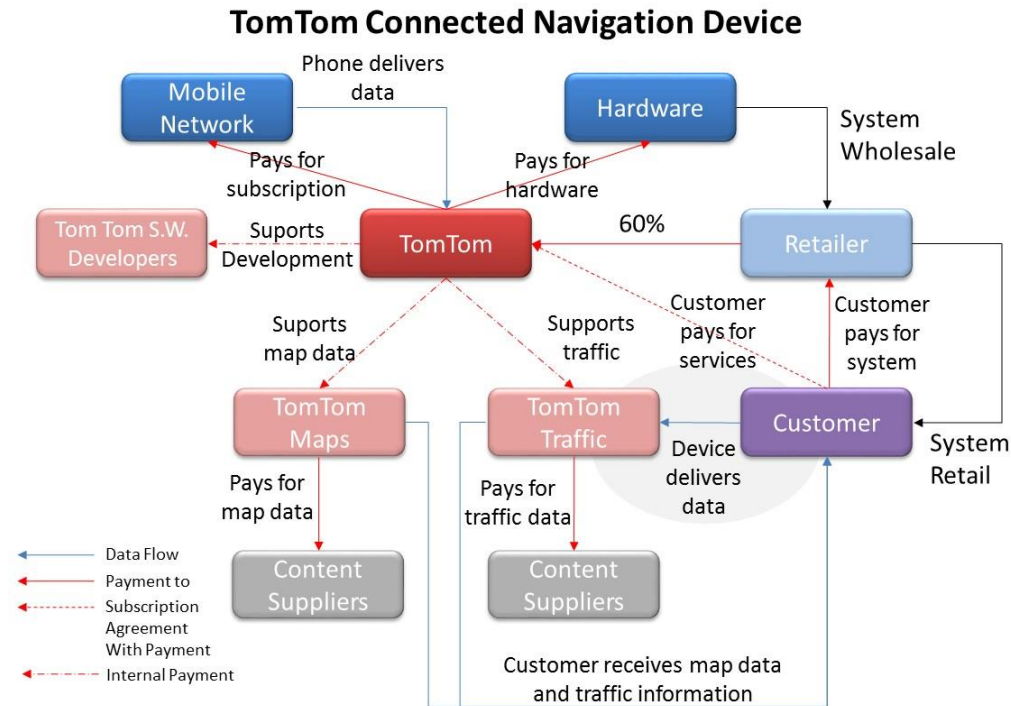 TomTom Connected Navigation Device
Phone delivers
data
Mobile
Network
Hardware
System
Wholesale
Pays for
subscription
Pays for
hardware
Tom Tom S.W.
Developers
Suports
Development
TomTom
60%
Retailer
Suports
map data
Supports
traffic
Customer
pays for
services
Customer
pays for
system
TomTom
Maps
TomTom
Traffic
Customer
Device
delivers
data
System
Retail
Pays for
map data
Pays for
traffic data
Content
Suppliers
Content
Suppliers
Data Flow
Payment to
Subscription
Agreement
With Payment
Internal Payment
Customer receives map data
and traffic information